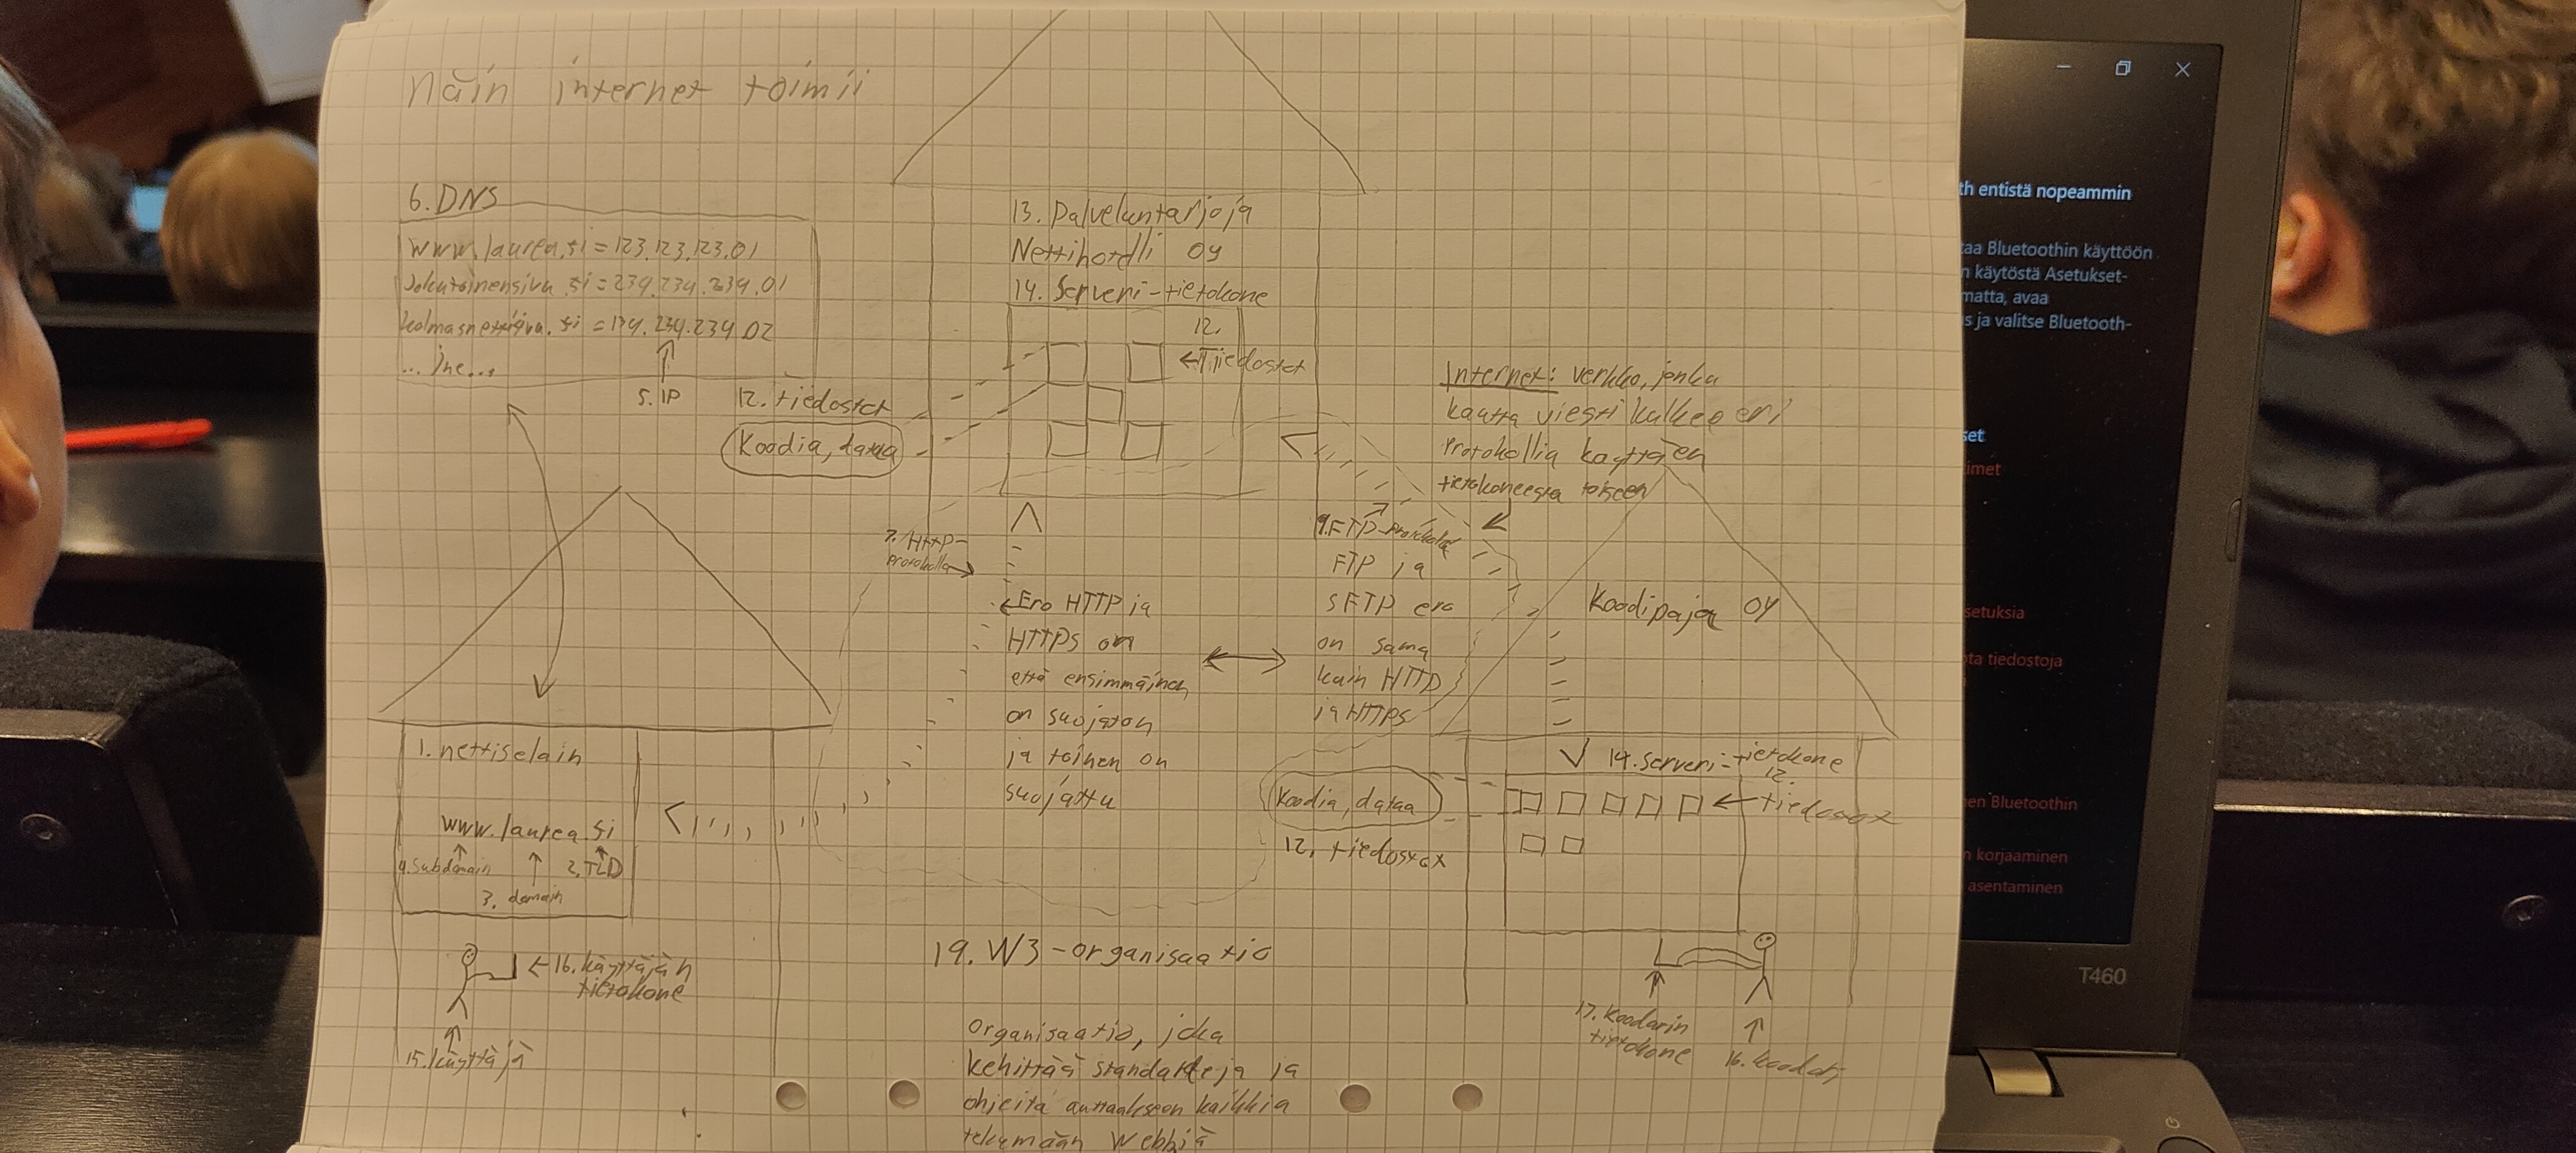 Näin internet toimii
6. DNS
www.laurea.fi = 123.123.123.01
Jokutoinensivu.fi = 234.234.234.01
kolmasnettisivu.fi = 134.234.234.02
... jne...
5. IP
12. tiedostot
Koodia, dataa
13. Palveluntarjoja
Nettihotelli OY
14. Serveri-tietokone
12.
←Tiedostot
Internet: verkko, jonka
kautta viesti kulkee eri
protokollia käyttäen
tietokoneesta toiseen
7. HTTP-
protokolla
Ero HTTP ja
HTTPS on
että ensimmäinen
on suojaton
ja toinen on
suojattu
9. FTP-protokolla
FTP ja
SFTP ero
on sama
kuin HTTP
ja HTTPS
Koodipaja OY
1. nettiselain
www.laurea.fi
4. subdomain
2. TLD
3. domain
←16. käyttäjän
tietokone
15. käyttäjä
14. serveri-tietokone
12.
tiedostot
Koodia, dataa
12. tiedostot
17. Koodarin
tietokone
16. koodari
19. W3-organisaatio
Organisaatio, joka
kehittää standardeja ja
ohjeita auttaakseen kaikkia
tekemään Webbiä
th entistä nopeammin
taa Bluetoothin käyttöön
n käytöstä Asetukset-
matta, avaa
s ja valitse Bluetooth-
set
imet
setuksia
ota tiedostoja
nen Bluetoothin
n korjaaminen
asentaminen
T460